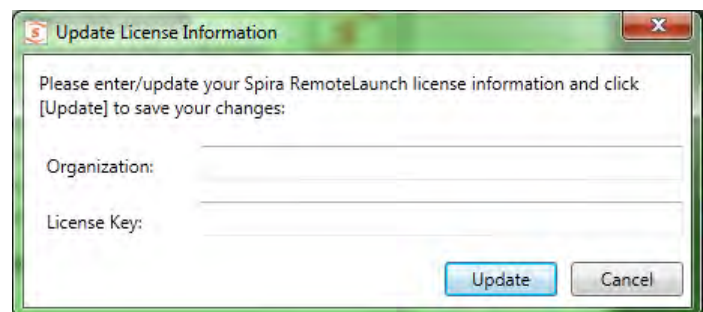 Update License Information
Please enter/update your Spira RemoteLaunch license information and click
[Update] to save your changes:
Organization:
License Key:
Update Cancel